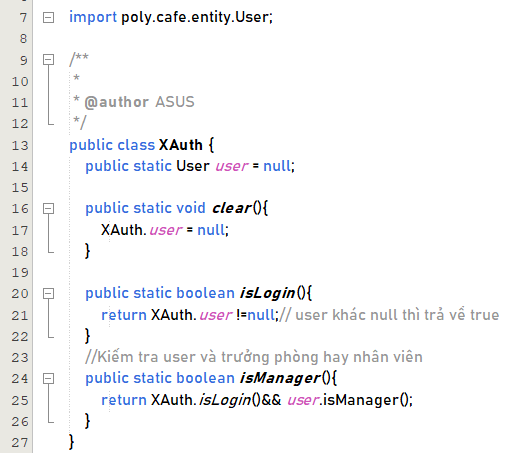 7 import poly.cafe.entity.User;
8
9 /**
10 *
11 * @author ASUS
12 */
13 public class XAuth {
14 public static User user = null;
15
16 public static void clear(){
17 XAuth.user = null;
18 }
19
20 public static boolean isLogin(){
21 return XAuth.user !=null;// user khác null thì trả về true
22 }
23 //Kiểm tra user và trưởng phòng hay nhân viên
24 public static boolean isManager(){
25 return XAuth.isLogin()&& user.isManager();
26 }
27 }